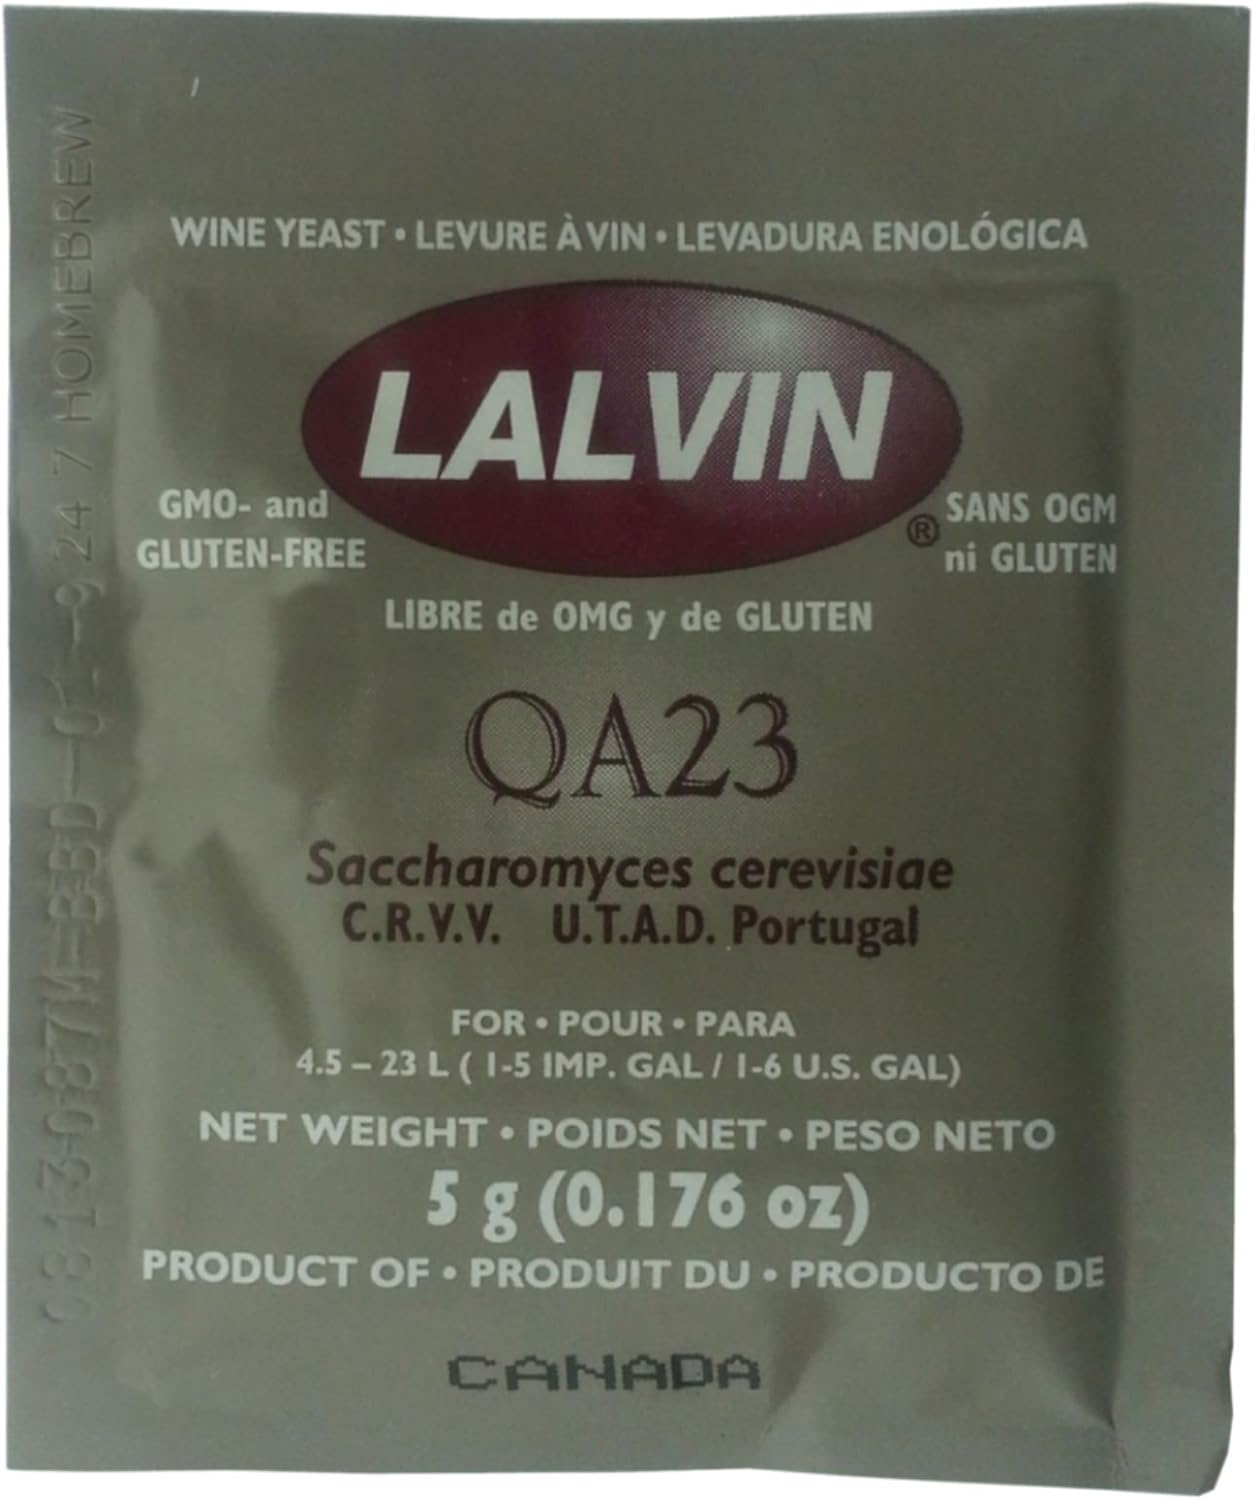 WINE YEAST • LEVURE À VIN • LEVADURA ENOLÓGICA
LALVIN
®
GMO- and
GLUTEN-FREE
SANS OGM
ni GLUTEN
LIBRE de OMG y de GLUTEN
QA23
Saccharomyces cerevisiae
C.R.V.V. U.T.A.D. Portugal
FOR • POUR • PARA
4.5 – 23 L ( 1-5 IMP. GAL / 1-6 U.S. GAL)
NET WEIGHT • POIDS NET • PESO NETO
5 g (0.176 oz)
PRODUCT OF • PRODUIT DU • PRODUCTO DE
CANADA
HOMEBREW